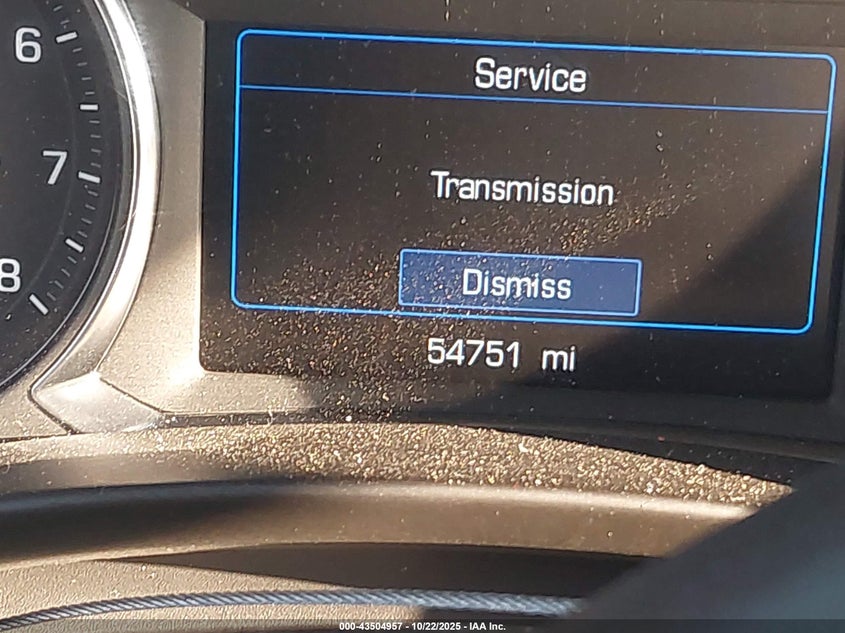 6
7
8
Service
Transmission
Dismiss
54751 mi
000-43504957 - 10/22/2025 - IAA Inc.